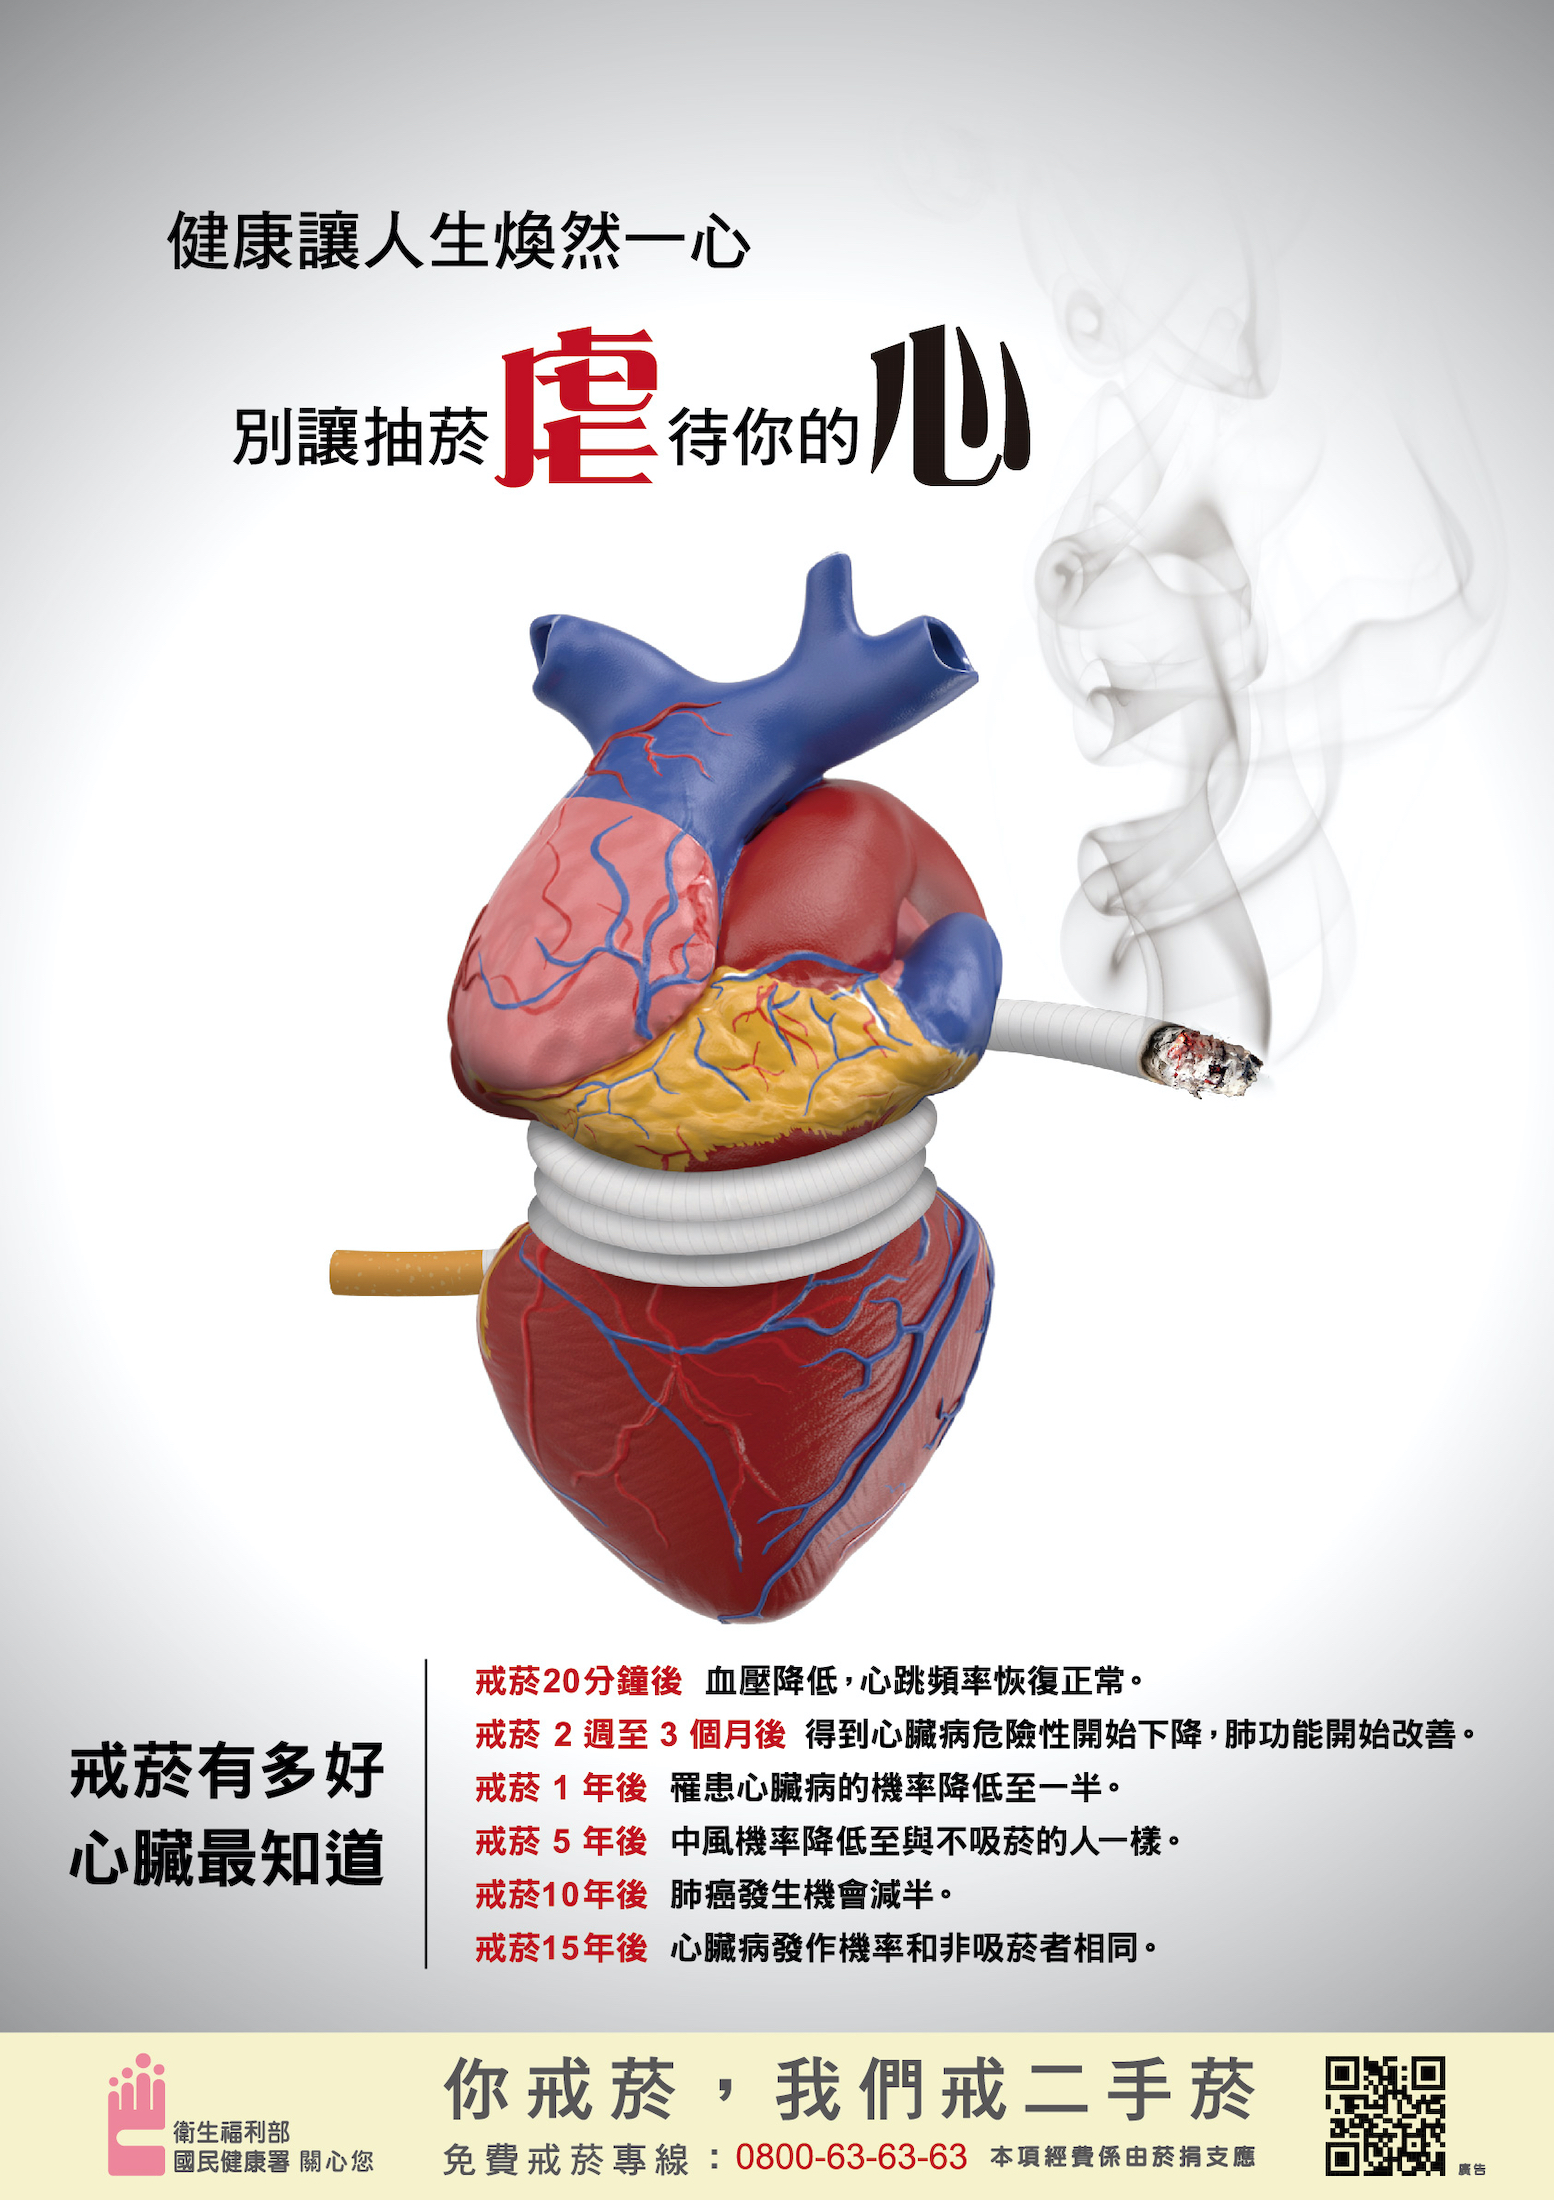 健康讓人生煥然一心
別讓抽菸虐待你的心
戒菸有多好
心臟最知道
戒菸20分鐘後 血壓降低，心跳頻率恢復正常。
戒菸 2 週至 3 個月後 得到心臟病危險性開始下降，肺功能開始改善。
戒菸 1 年後 罹患心臟病的機率降低至一半。
戒菸 5 年後 中風機率降低至與不吸菸的人一樣。
戒菸10年後 肺癌發生機會減半。
戒菸15年後 心臟病發作機率和非吸菸者相同。
衛生福利部
國民健康署 關心您
你戒菸，我們戒二手菸
免費戒菸專線：0800-63-63-63 本項經費係由菸捐支應
廣告